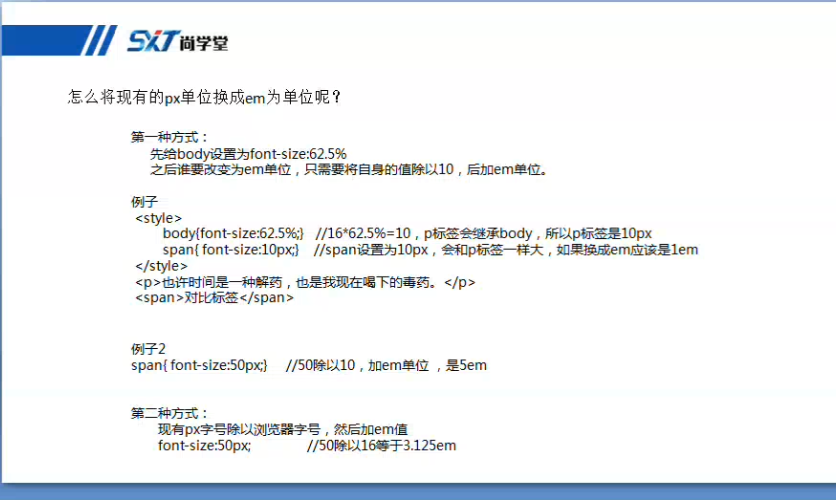 SXT尚学堂
怎么将现有的px单位换成em为单位呢？
第一种方式：
先给body设置为font-size:62.5%
之后谁要改变为em单位，只需要将自身的值除以10，后加em单位。
例子
<style>
body{font-size:62.5%;} //16*62.5%=10，p标签会继承body，所以p标签是10px
span{ font-size:10px;} //span设置为10px，会和p标签一样大，如果换成em应该是1em
</style>
<p>也许时间是一种解药，也是我现在喝下的毒药。</p>
<span>对比标签</span>
例子2
span{ font-size:50px;} //50除以10，加em单位 ，是5em
第二种方式：
现有px字号除以浏览器字号，然后加em值
font-size:50px; //50除以16等于3.125em